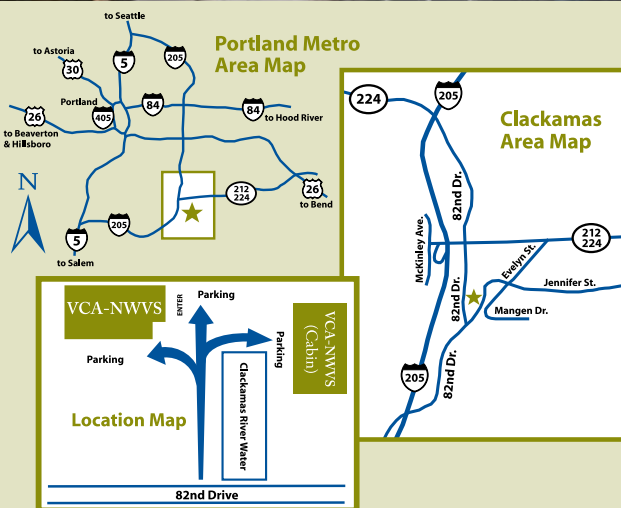 Portland Metro
Area Map
to Seattle
to Astoria
30
5
205
Portland
405
84
84
to Hood River
26
to Beaverton
& Hillsboro
N
212
224
26
to Bend
205
5
to Salem
Clackamas
Area Map
224
205
82nd Dr.
McKinley Ave.
212
224
Evelyn St.
82nd Dr.
Jennifer St.
Mangen Dr.
82nd Dr.
205
VCA-NWVS
ENTER
Parking
Parking
Parking
VCA-NWVS
(Cabin)
Clackamas River Water
Location Map
82nd Drive